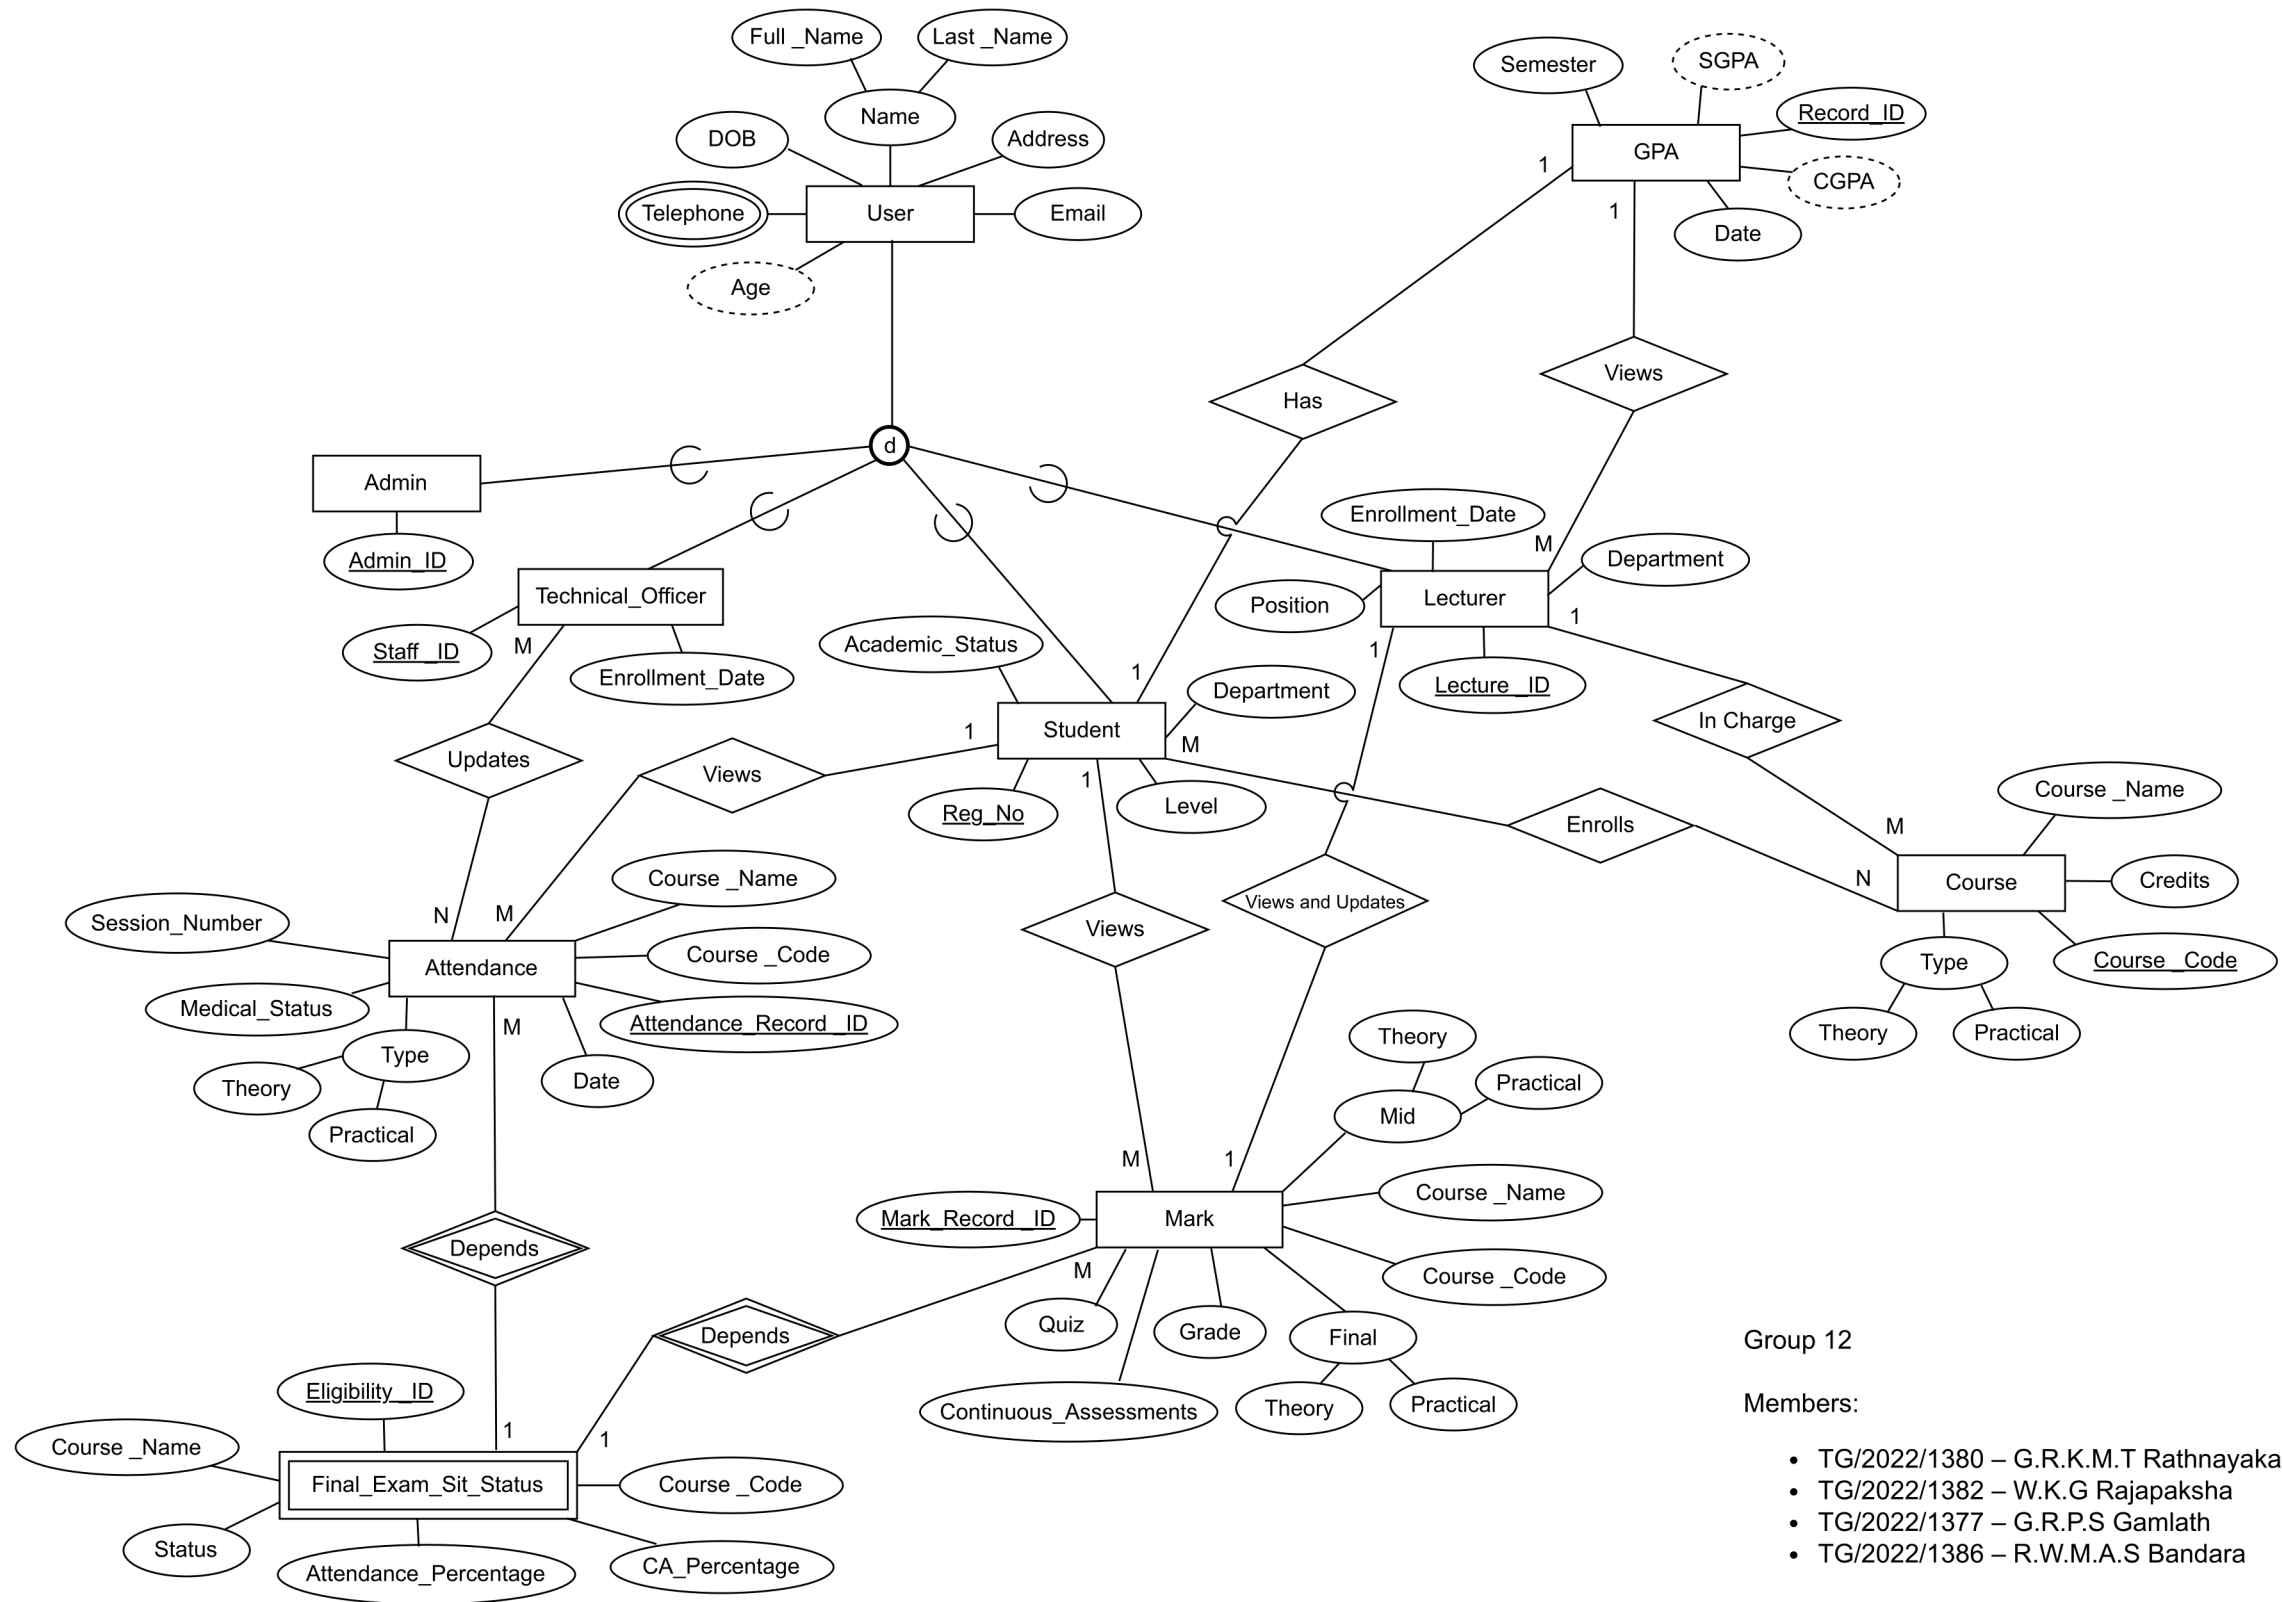 Full _Name
Last _Name
Name
DOB
Address
Telephone
User
Email
Age
Semester
SGPA
Record_ID
GPA
CGPA
Date
1
1
Has
Views
d
Admin
Admin_ID
Technical_Officer
Staff _ID
M
Enrollment_Date
Updates
Enrollment_Date
M
Department
Position
Lecturer
1
1
Lecture _ID
In Charge
Academic_Status
1
Department
Student
1
M
Views
1
Reg_No
Level
Enrolls
Course _Name
M
N
Course
Credits
Type
Course _Code
Theory
Practical
Views
Views and Updates
N
M
Course _Name
Session_Number
Course _Code
Attendance
Medical_Status
Attendance_Record _ID
M
Type
Theory
Date
Practical
Theory
Practical
Mid
M
1
Course _Name
Mark_Record _ID
Mark
Course _Code
M
Quiz
Grade
Final
Continuous_Assessments
Theory
Practical
Depends
Depends
Eligibility _ID
Course _Name
1
1
Final_Exam_Sit_Status
Course _Code
Status
Attendance_Percentage
CA_Percentage
Group 12
Members:
• TG/2022/1380 – G.R.K.M.T Rathnayaka
• TG/2022/1382 – W.K.G Rajapaksha
• TG/2022/1377 – G.R.P.S Gamlath
• TG/2022/1386 – R.W.M.A.S Bandara